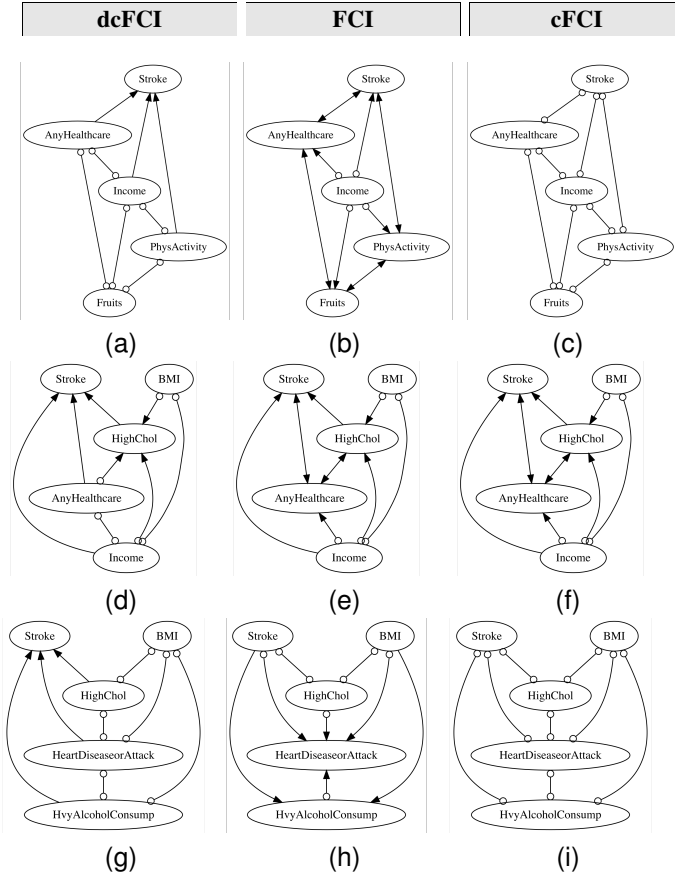 dcFCI FCI cFCI
Stroke Stroke Stroke
AnyHealthcare AnyHealthcare AnyHealthcare
Income Income Income
PhysActivity PhysActivity PhysActivity
Fruits Fruits Fruits
(a) (b) (c)
Stroke BMI Stroke BMI Stroke BMI
HighChol HighChol HighChol
AnyHealthcare AnyHealthcare AnyHealthcare
Income Income Income
(d) (e) (f)
Stroke BMI Stroke BMI Stroke BMI
HighChol HighChol HighChol
HeartDiseaseorAttack HeartDiseaseorAttack HeartDiseaseorAttack
HvyAlcoholConsump HvyAlcoholConsump HvyAlcoholConsump
(g) (h) (i)